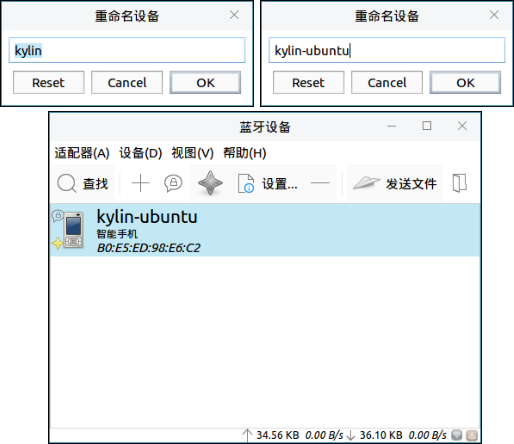 重命名设备
kylin
Reset Cancel OK
重命名设备
kylin-ubuntu
Reset Cancel OK
蓝牙设备
适配器(A) 设备(D) 视图(V) 帮助(H)
查找 设置... 发送文件
kylin-ubuntu
智能手机
B0:E5:ED:98:E6:C2
34.56 KB 0.00 B/s 36.10 KB 0.00 B/s